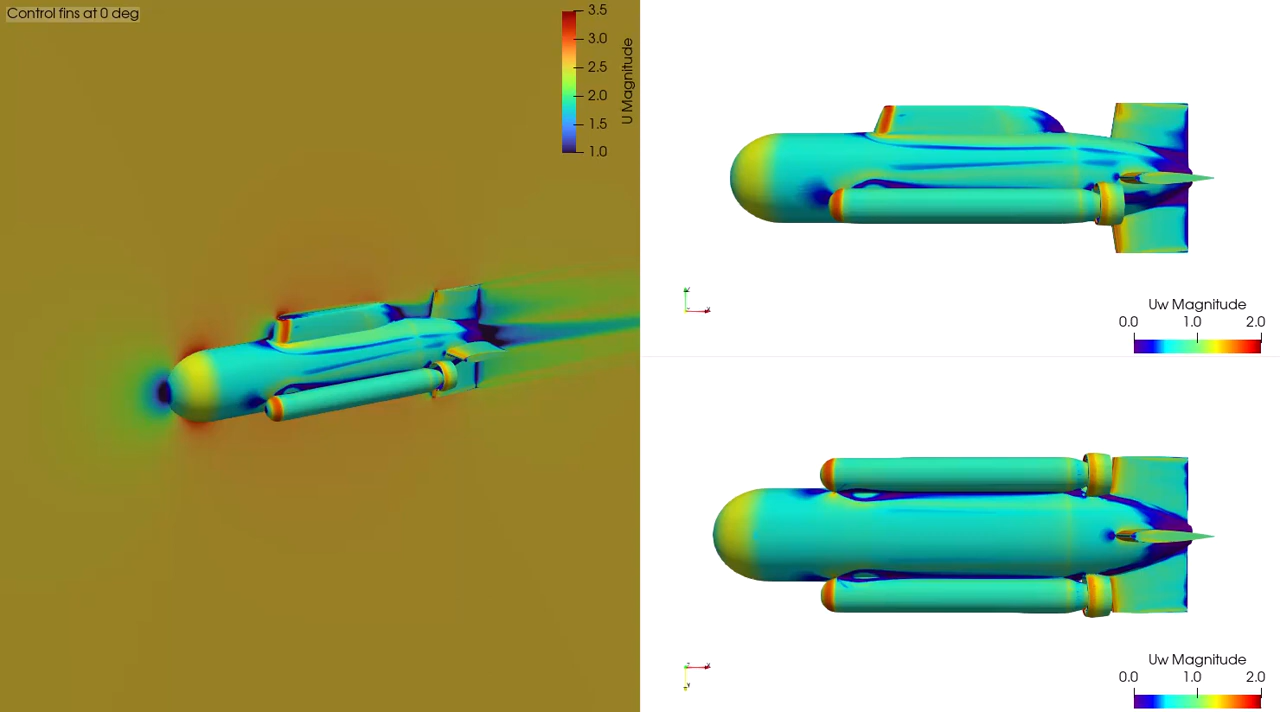 Control fins at 0 deg
3.5
3.0
2.5
2.0
1.5
1.0
U Magnitude
Uw Magnitude
0.0 1.0 2.0
Uw Magnitude
0.0 1.0 2.0